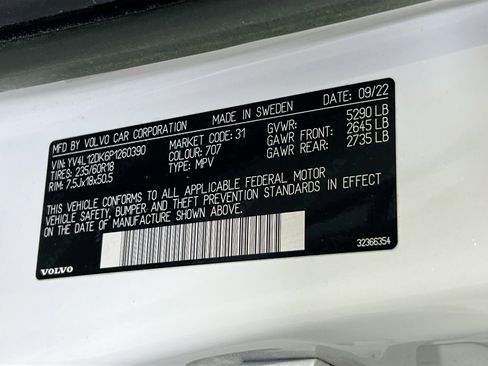 MFD BY VOLVO CAR CORPORATION MADE IN SWEDEN DATE: 09/22
VIN: YV4L12DK6P1260390 MARKET CODE: 31 GVWR: 5290 LB
TIRES: 235/60R18 COLOUR: 707 GAWR FRONT: 2645 LB
RIM: 7,5Jx18x50,5 TYPE: MPV GAWR REAR: 2735 LB
THIS VEHICLE CONFORMS TO ALL APPLICABLE FEDERAL MOTOR
VEHICLE SAFETY, BUMPER AND THEFT PREVENTION STANDARDS IN EFFECT
ON THE DATE OF MANUFACTURE SHOWN ABOVE.
32366354
VOLVO